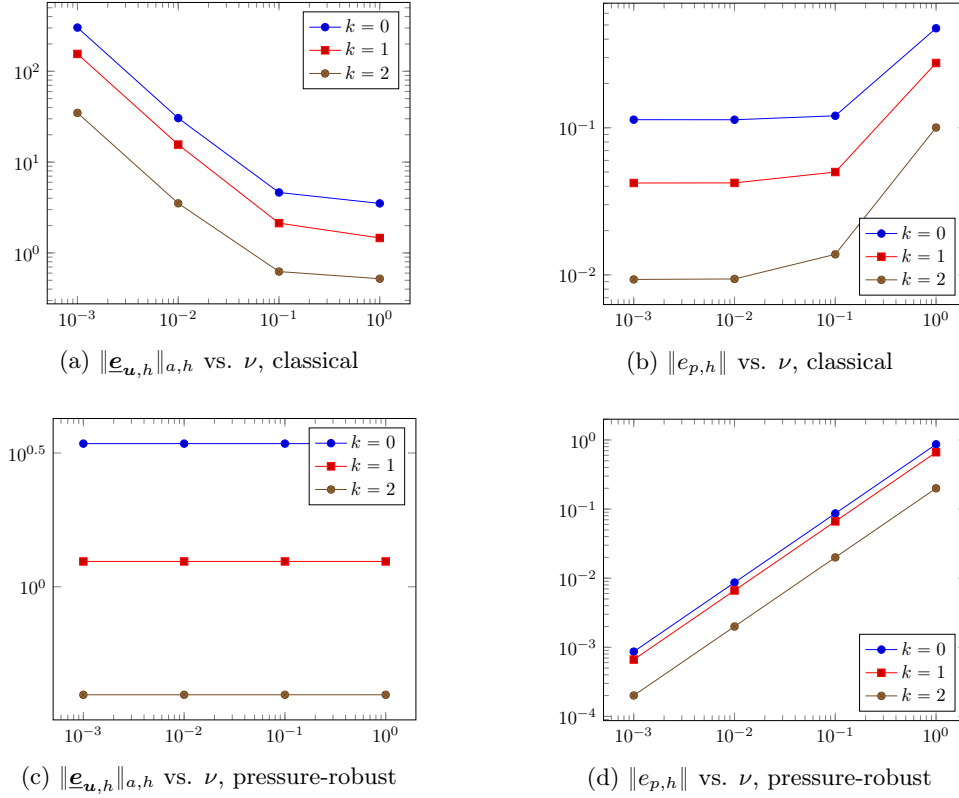 10^2
10^1
10^0
k = 0
k = 1
k = 2
10^{-3} 10^{-2} 10^{-1} 10^0
(a) ‖e_{u,h}‖_{a,h} vs. ν, classical
10^{-1}
10^{-2}
k = 0
k = 1
k = 2
10^{-3} 10^{-2} 10^{-1} 10^0
(b) ‖e_{p,h}‖ vs. ν, classical
10^{0.5}
10^0
k = 0
k = 1
k = 2
10^{-3} 10^{-2} 10^{-1} 10^0
(c) ‖e_{u,h}‖_{a,h} vs. ν, pressure-robust
10^0
10^{-1}
10^{-2}
10^{-3}
10^{-4}
k = 0
k = 1
k = 2
10^{-3} 10^{-2} 10^{-1} 10^0
(d) ‖e_{p,h}‖ vs. ν, pressure-robust